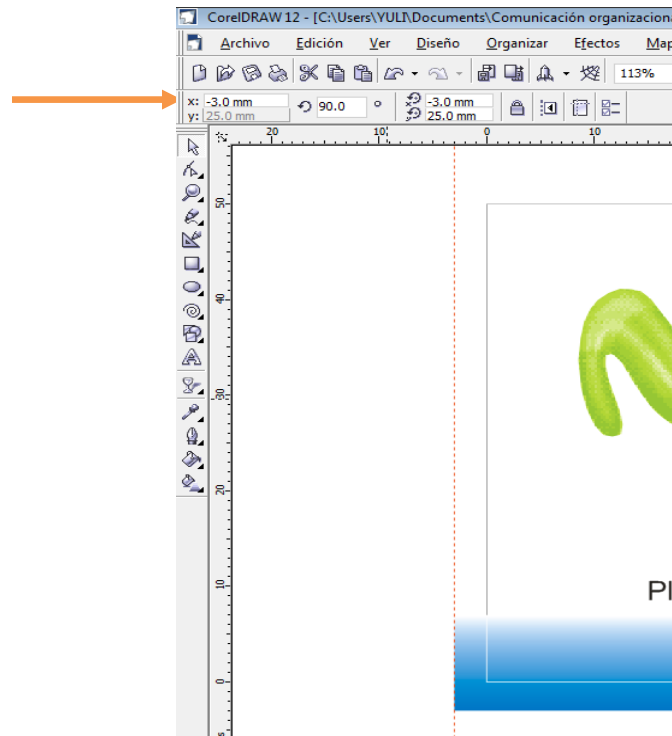 CorelDRAW 12 - [C:\Users\YULI\Documents\Comunicación organizaciona
Archivo Edición Ver Diseño Organizar Efectos Map
113%
x: -3.0 mm 90.0 ° -3.0 mm
y: 25.0 mm 25.0 mm
20 10 0 10
50
40
30
20
10
0
Pl